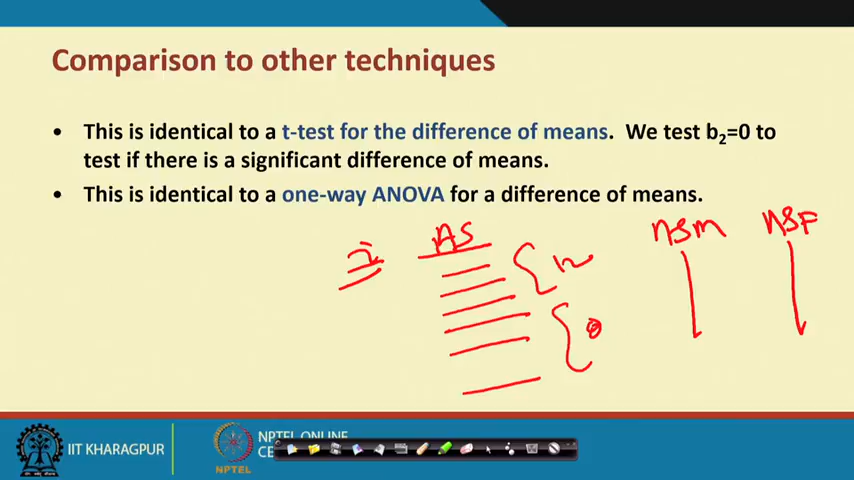 Comparison to other techniques
• This is identical to a t-test for the difference of means. We test b2=0 to
test if there is a significant difference of means.
• This is identical to a one-way ANOVA for a difference of means.
AS
NSM
NSF
12
IIT KHARAGPUR
NPTEL
NPTEL ONLINE